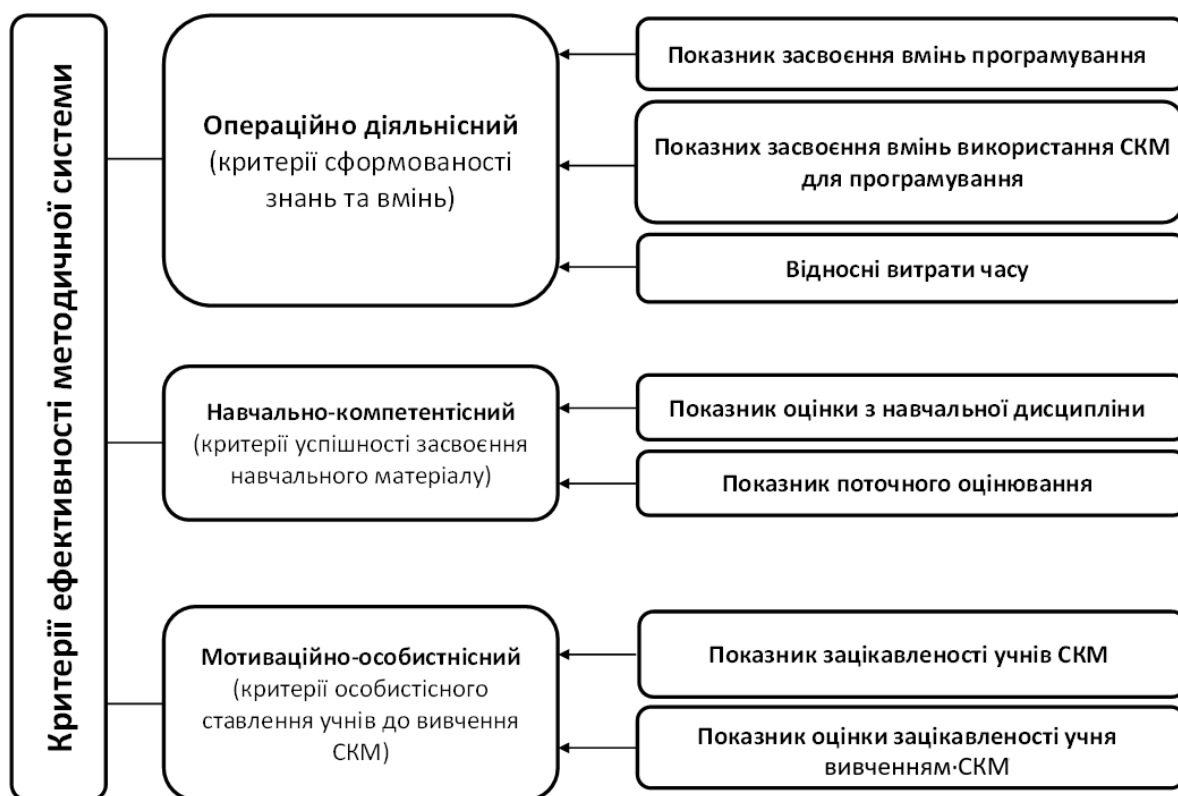 Критерії ефективності методичної системи
Операційно діяльнісний
(критерії сформованості
знань та вмінь)
Показник засвоєння вмінь програмування
Показних засвоєння вмінь використання СКМ
для програмування
Відносні витрати часу
Навчально-компетентісний
(критерії успішності засвоєння
навчального матеріалу)
Показник оцінки з навчальної дисципліни
Показник поточного оцінювання
Мотиваційно-особистнісний
(критерії особистісного
ставлення учнів до вивчення
СКМ)
Показник зацікавленості учнів СКМ
Показник оцінки зацікавленості учня
вивченням·СКМ